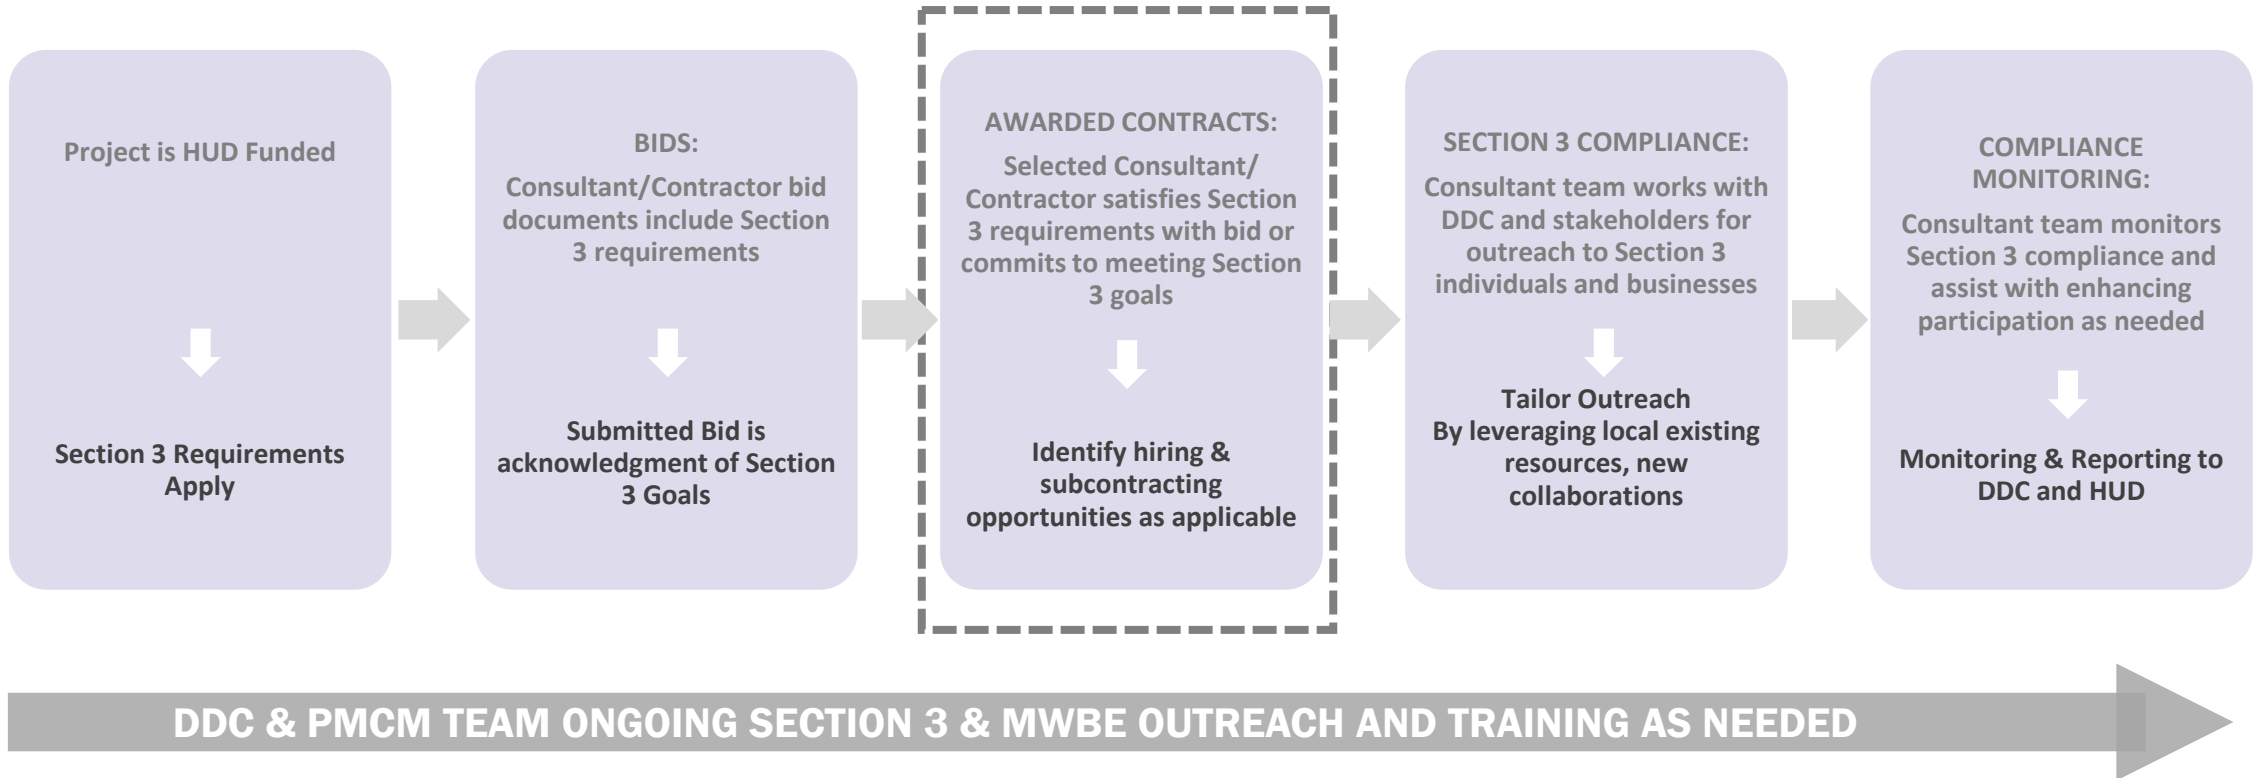 Project is HUD Funded
Section 3 Requirements
Apply
BIDS:
Consultant/Contractor bid
documents include Section
3 requirements
Submitted Bid is
acknowledgment of Section
3 Goals
AWARDED CONTRACTS:
Selected Consultant/
Contractor satisfies Section
3 requirements with bid or
commits to meeting Section
3 goals
Identify hiring &
subcontracting
opportunities as applicable
SECTION 3 COMPLIANCE:
Consultant team works with
DDC and stakeholders for
outreach to Section 3
individuals and businesses
Tailor Outreach
By leveraging local existing
resources, new
collaborations
COMPLIANCE
MONITORING:
Consultant team monitors
Section 3 compliance and
assist with enhancing
participation as needed
Monitoring & Reporting to
DDC and HUD
DDC & PMCM TEAM ONGOING SECTION 3 & MWBE OUTREACH AND TRAINING AS NEEDED